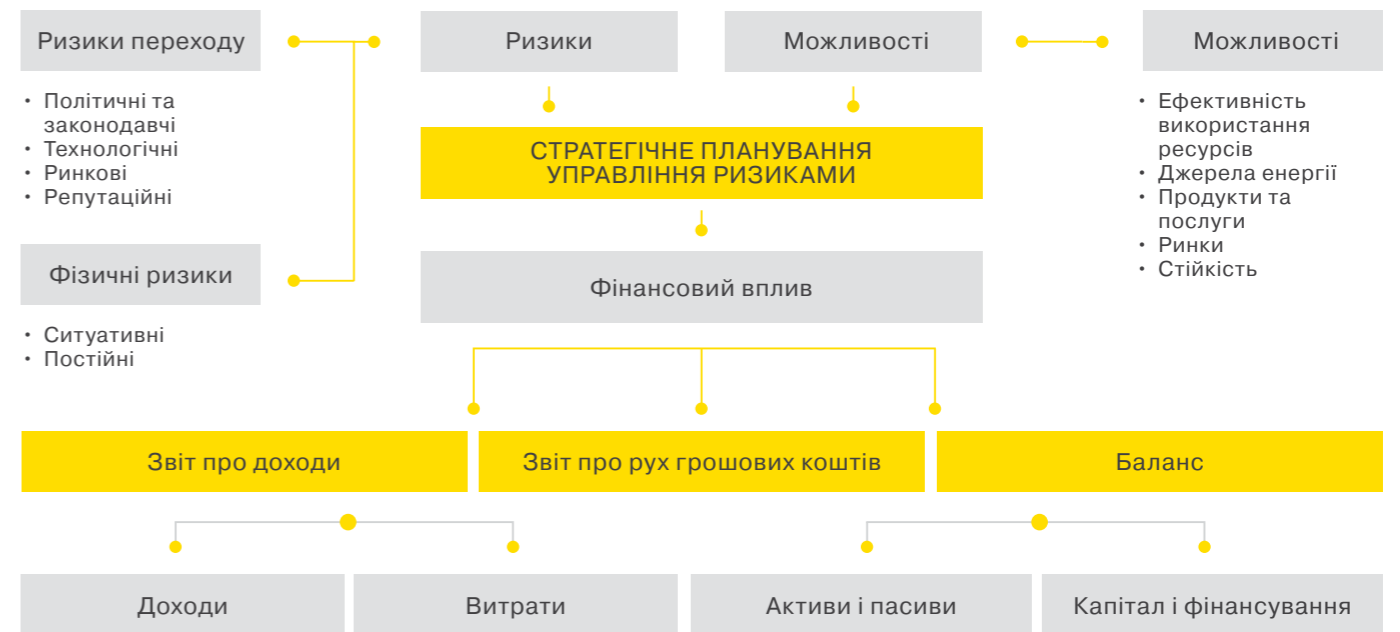 Ризики переходу
Ризики
Можливості
Можливості
• Політичні та
законодавчі
• Технологічні
• Ринкові
• Репутаційні
• Ефективність
використання
ресурсів
• Джерела енергії
• Продукти та
послуги
• Ринки
• Стійкість
СТРАТЕГІЧНЕ ПЛАНУВАННЯ
УПРАВЛІННЯ РИЗИКАМИ
Фізичні ризики
• Ситуативні
• Постійні
Фінансовий вплив
Звіт про доходи
Звіт про рух грошових коштів
Баланс
Доходи
Витрати
Активи і пасиви
Капітал і фінансування